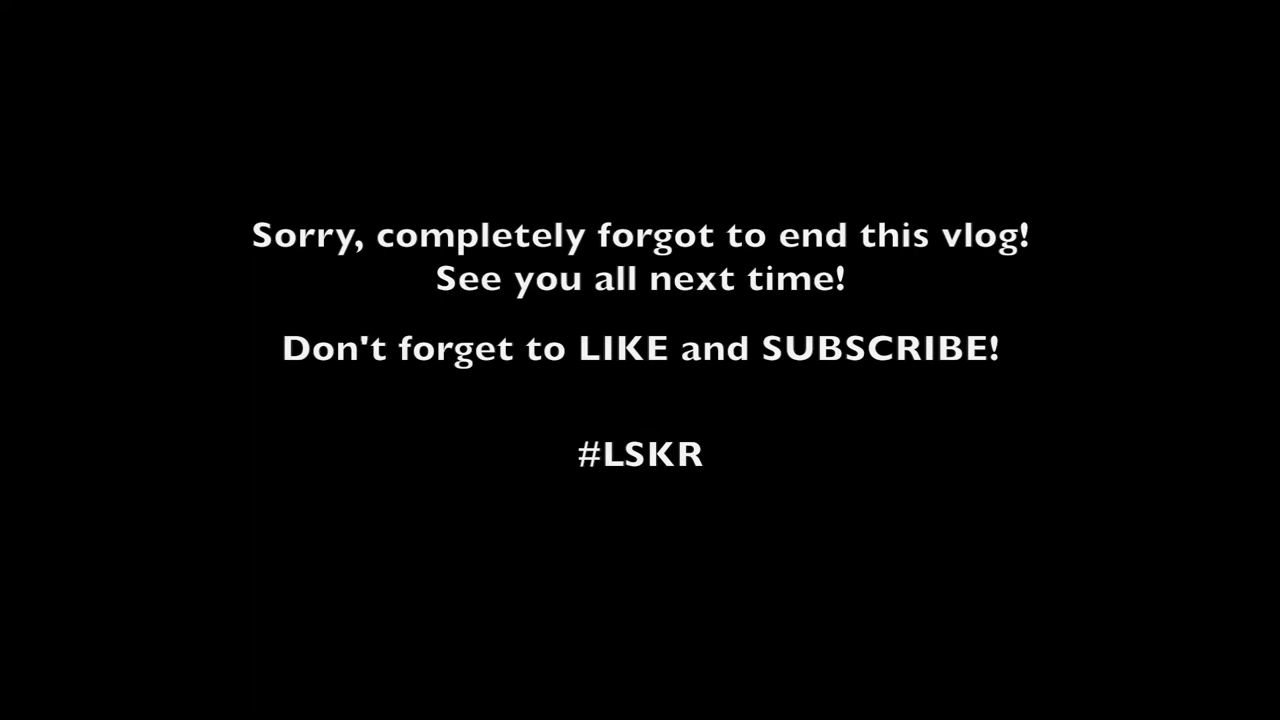 Sorry, completely forgot to end this vlog!
See you all next time!
Don't forget to LIKE and SUBSCRIBE!
#LSKR